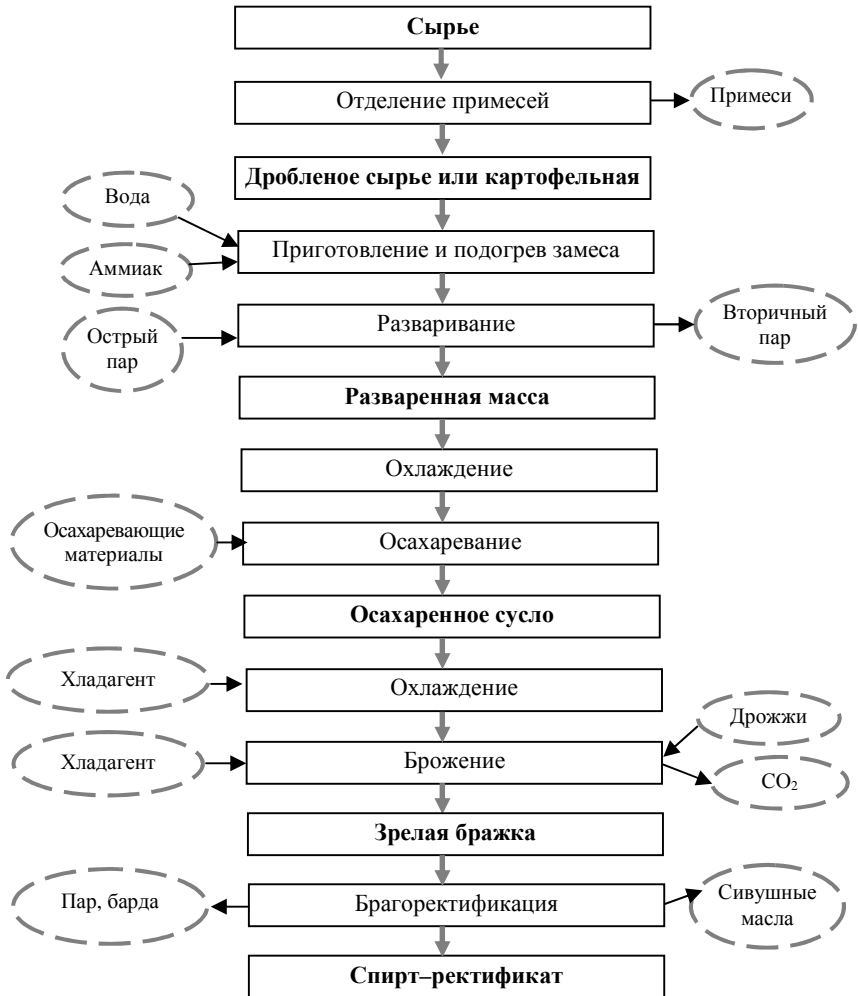 Сырье
Отделение примесей
Примеси
Дробленое сырье или картофельная
Вода
Приготовление и подогрев замеса
Аммиак
Острый
пар
Разваривание
Вторичный
пар
Разваренная масса
Охлаждение
Осахаревающие
материалы
Осахаревание
Осахаренное сусло
Хладагент
Охлаждение
Дрожжи
Хладагент
Брожение
CO₂
Зрелая бражка
Пар, барда
Брагоректификация
Сивушные
масла
Спирт–ректификат